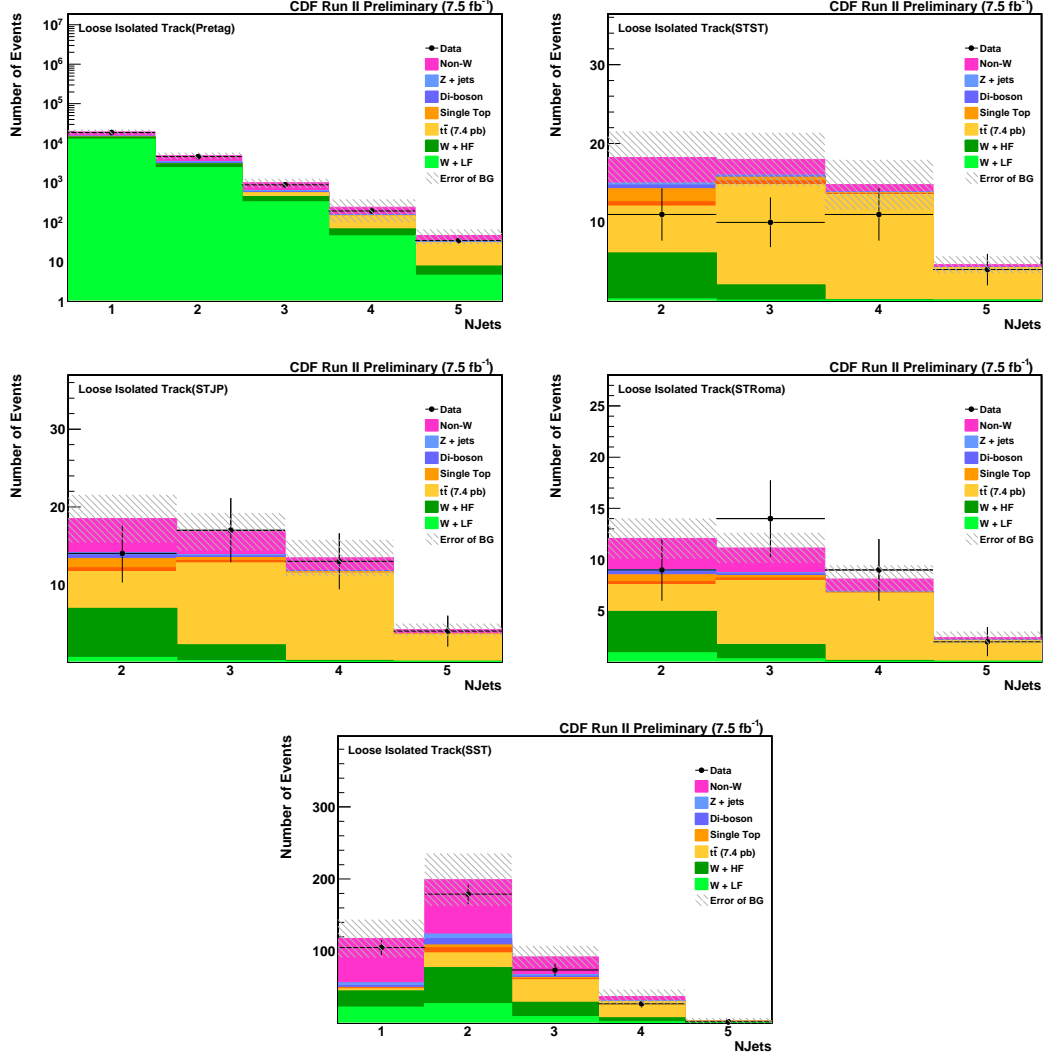 CDF Run II Preliminary (7.5 fb⁻¹)
Loose Isolated Track(Pretag)
Number of Events
10⁷
10⁶
10⁵
10⁴
10³
10²
10
1
Data
Non-W
Z + jets
Di-boson
Single Top
tt̄ (7.4 pb)
W + HF
W + LF
Error of BG
1 2 3 4 5
NJets
CDF Run II Preliminary (7.5 fb⁻¹)
Loose Isolated Track(STST)
Number of Events
30
20
10
Data
Non-W
Z + jets
Di-boson
Single Top
tt̄ (7.4 pb)
W + HF
W + LF
Error of BG
2 3 4 5
NJets
CDF Run II Preliminary (7.5 fb⁻¹)
Loose Isolated Track(STJP)
Number of Events
30
20
10
Data
Non-W
Z + jets
Di-boson
Single Top
tt̄ (7.4 pb)
W + HF
W + LF
Error of BG
2 3 4 5
NJets
CDF Run II Preliminary (7.5 fb⁻¹)
Loose Isolated Track(STRoma)
Number of Events
25
20
15
10
5
Data
Non-W
Z + jets
Di-boson
Single Top
tt̄ (7.4 pb)
W + HF
W + LF
Error of BG
2 3 4 5
NJets
CDF Run II Preliminary (7.5 fb⁻¹)
Loose Isolated Track(SST)
Number of Events
300
200
100
Data
Non-W
Z + jets
Di-boson
Single Top
tt̄ (7.4 pb)
W + HF
W + LF
Error of BG
1 2 3 4 5
NJets